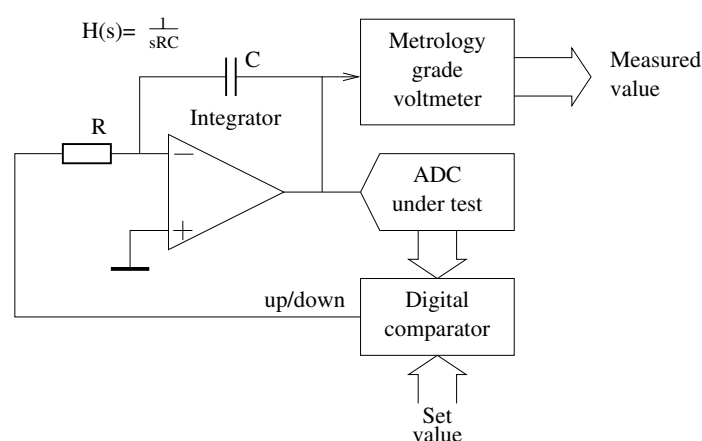 H(s)= 1/sRC
C
Metrology
grade
voltmeter
Measured
value
Integrator
R
−
+
ADC
under test
up/down
Digital
comparator
Set
value